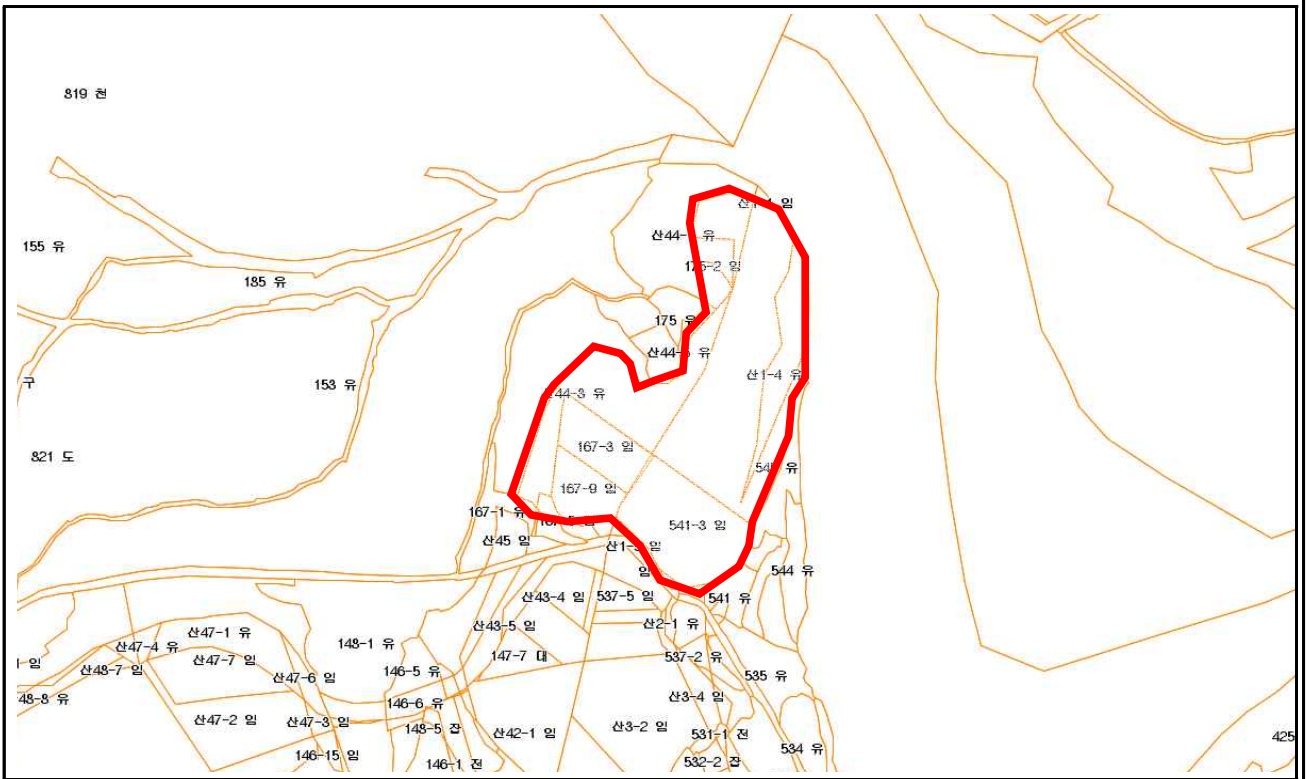 819 천
임
155 유
산44- 유
175-2 임
185 유
175 유
산44- 유
구
153 유
산1-4 유
44-3 유
167-3 임
821 도
유
167-9 임
167-1 유
541-3 임
산45 임
산1- 임
임
544 유
산43-4 임
537-5 임
541 유
산43-5 임
산2-1 유
산47-1 유
산47-4 유
148-1 유
147-7 대
537-2 유
임
산48-7 임
산47-7 임
산47-6 임
146-5 유
535 유
48-8 유
146-6 유
산3-4 임
산47-2 임
산47-3 임
148-5 잡
산42-1 임
산3-2 임
531-1 전
425
534 유
146-15 임
146-1 전
532-2 잡